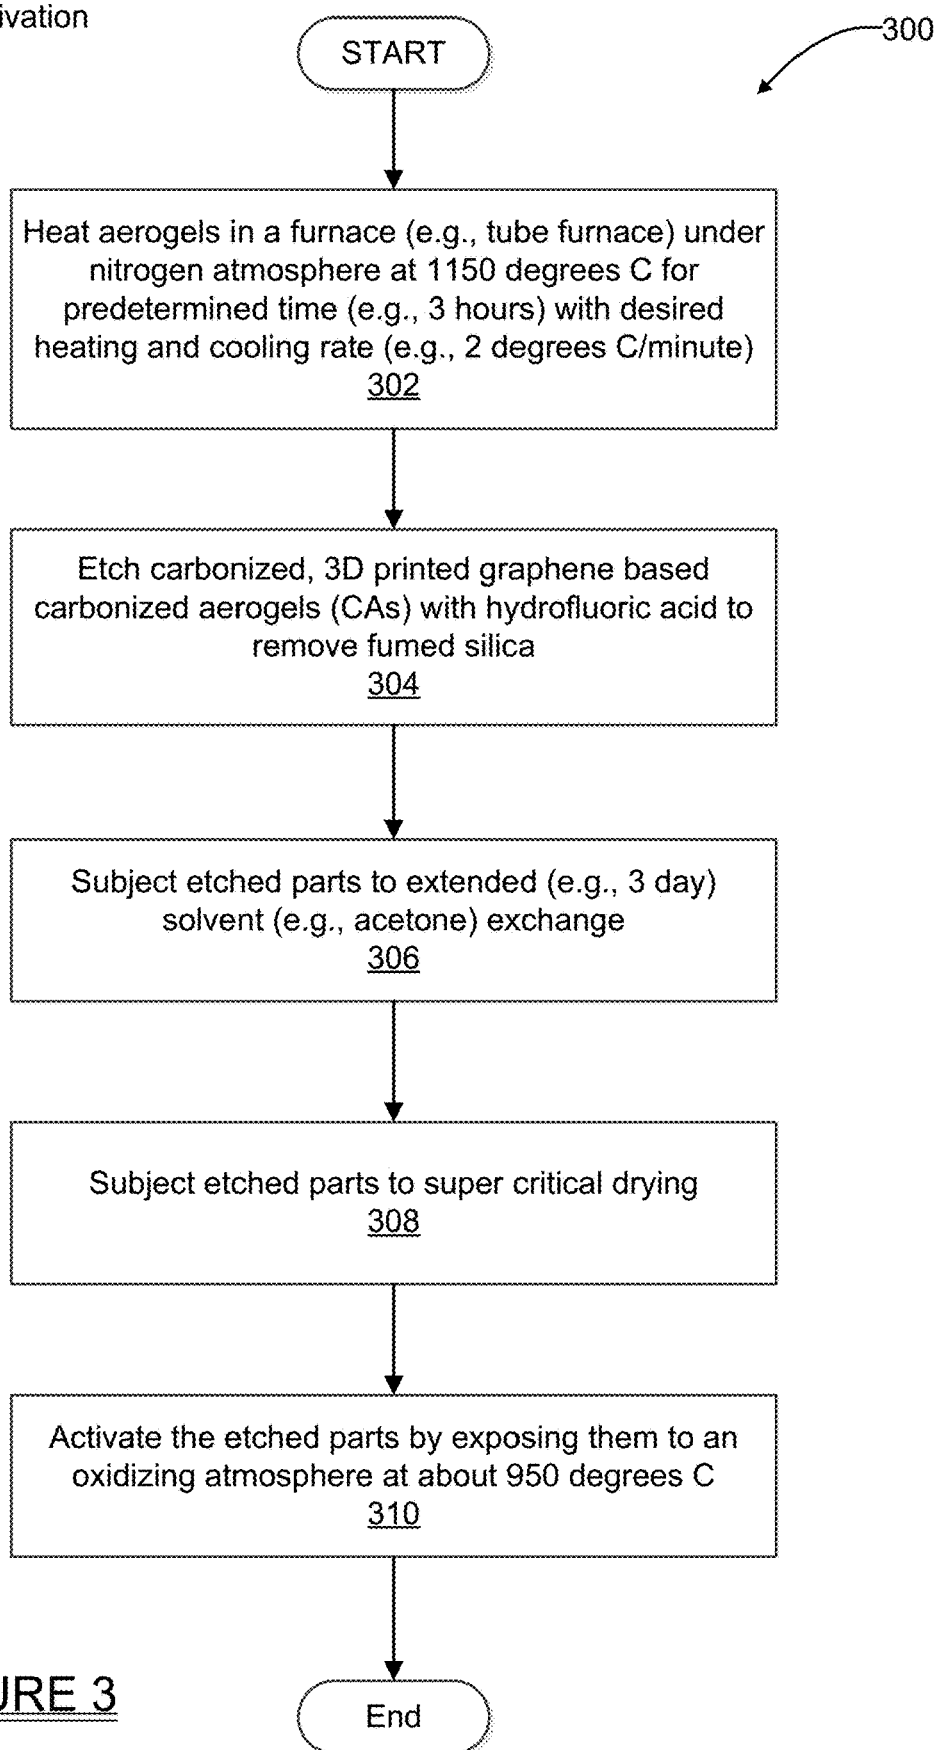 ivation
START
300
Heat aerogels in a furnace (e.g., tube furnace) under
nitrogen atmosphere at 1150 degrees C for
predetermined time (e.g., 3 hours) with desired
heating and cooling rate (e.g., 2 degrees C/minute)
302
Etch carbonized, 3D printed graphene based
carbonized aerogels (CAs) with hydrofluoric acid to
remove fumed silica
304
Subject etched parts to extended (e.g., 3 day)
solvent (e.g., acetone) exchange
306
Subject etched parts to super critical drying
308
Activate the etched parts by exposing them to an
oxidizing atmosphere at about 950 degrees C
310
URE 3
End